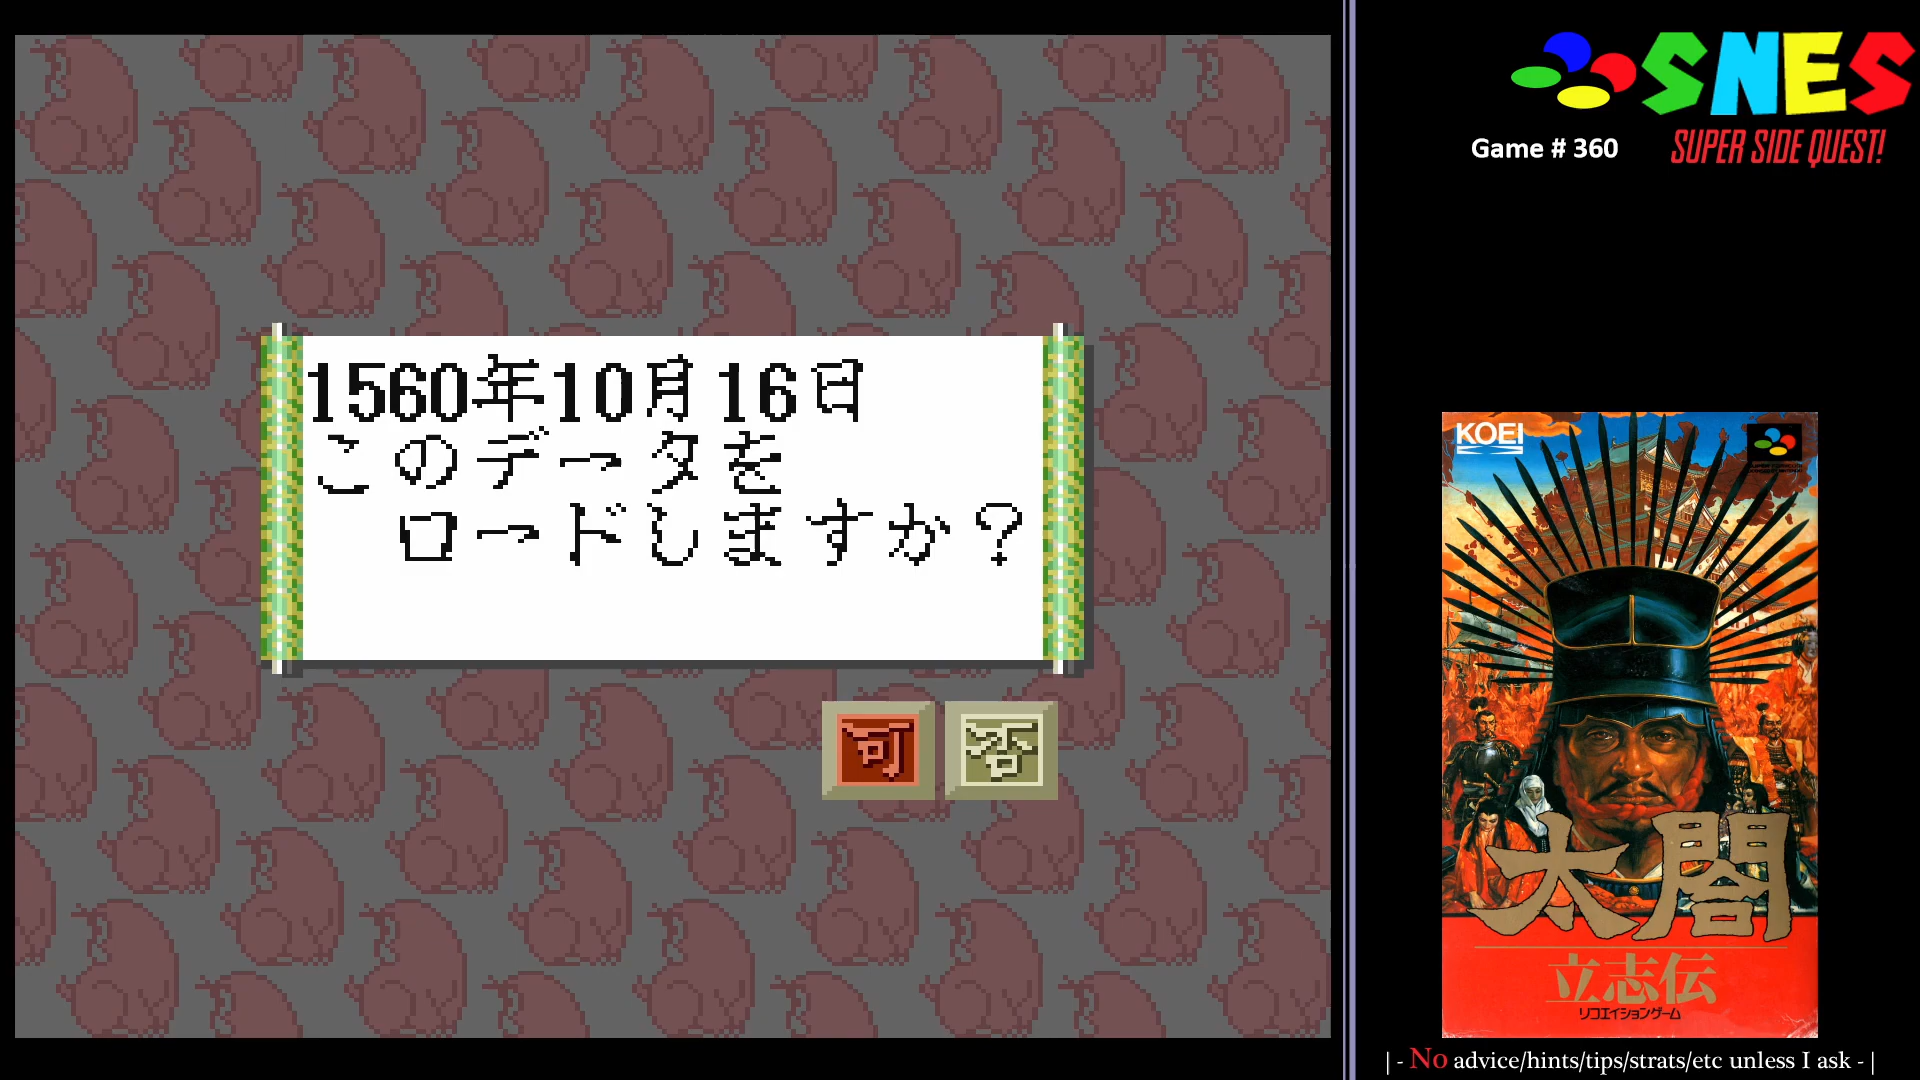 1560年10月16日
このデータを
ロードしますか?
可 否
SNES
Game # 360
SUPER SIDE QUEST!
KOEI
太閤
立志伝
リコエイションゲーム
|- No advice/hints/tips/strats/etc unless I ask -|